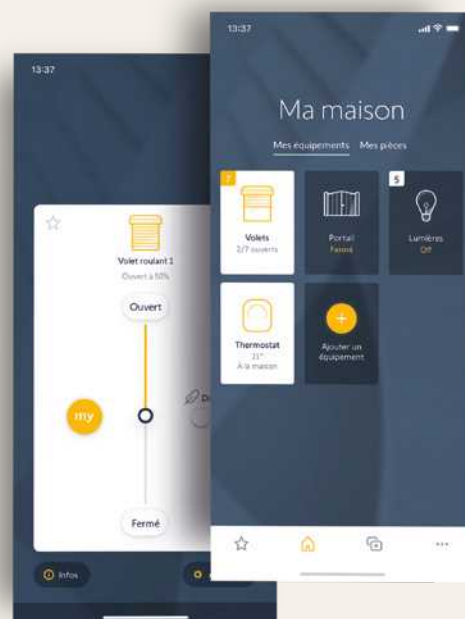 13:37
Volet roulant 1
Ouvert à 50%
Ouvert
my
Fermé
Infos
13:37
Ma maison
Mes équipements Mes pièces
7
Volets
2/7 ouverts
Portail
Fermé
5
Lumières
Off
Thermostat
21°
À la maison
+
Ajouter un
équipement